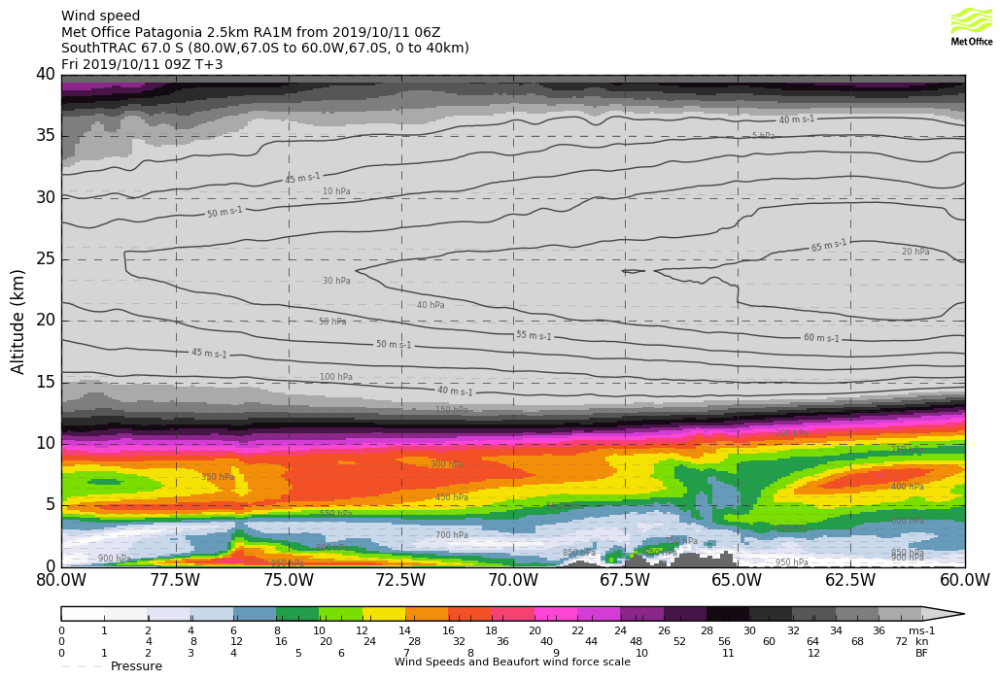 Wind speed
Met Office Patagonia 2.5km RA1M from 2019/10/11 06Z
SouthTRAC 67.0 S (80.0W,67.0S to 60.0W,67.0S, 0 to 40km)
Fri 2019/10/11 09Z T+3
Met Office
40
40 m s-1
35
5 hPa
45 m s-1
30
10 hPa
50 m s-1
65 m s-1
25
20 hPa
30 hPa
40 hPa
20
50 hPa
55 m s-1
60 m s-1
50 m s-1
45 m s-1
15
100 hPa
40 m s-1
150 hPa
200 hPa
10
250 hPa
300 hPa
350 hPa
400 hPa
450 hPa
5
550 hPa
600 hPa
700 hPa
750 hPa
850 hPa
850 hPa
900 hPa
900 hPa
950 hPa
950 hPa
0
Altitude (km)
80.0W 77.5W 75.0W 72.5W 70.0W 67.5W 65.0W 62.5W 60.0W
0 1 2 4 6 8 10 12 14 16 18 20 22 24 26 28 30 32 34 36 ms-1
0 2 4 8 12 16 20 24 28 32 36 40 44 48 52 56 60 64 68 72 kn
0 1 2 3 4 5 6 7 8 9 10 11 12 BF
Pressure
Wind Speeds and Beaufort wind force scale